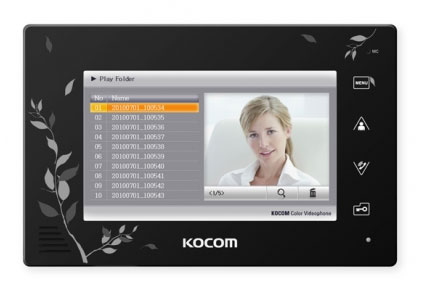 MIC
▶ Play Folder
MENU
No Name
01 20100701_100534
02 20100701_100535
03 20100701_100536
04 20100701_100537
05 20100701_100538
06 20100701_100539
07 20100701_100540
08 20100701_100541
09 20100701_100542
10 20100701_100543
<1/5>
KOCOM Color Videophone
KOCOM